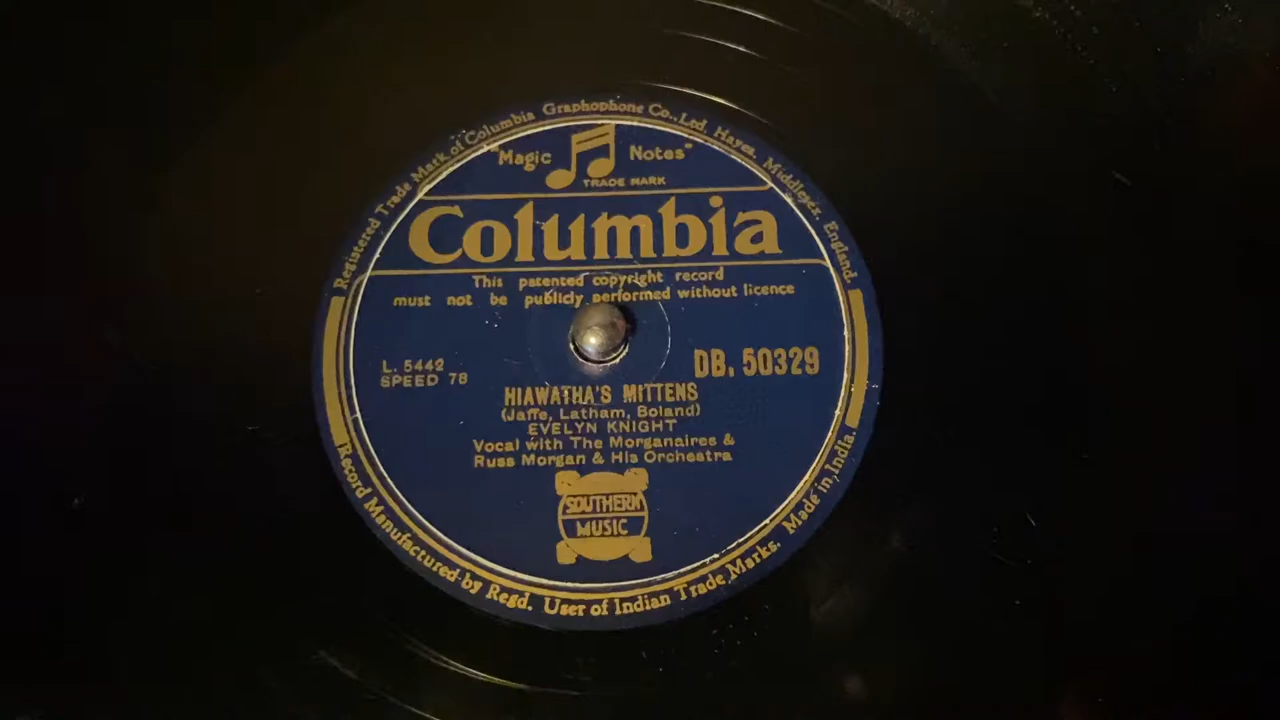 Registered Trade Mark of Columbia Graphophone Co., Ltd. Hayes, Middlesex, England.
"Magic Notes"
TRADE MARK
Columbia
This patented copyright record
must not be publicly performed without licence
L. 5442
SPEED 78
DB. 50329
HIAWATHA'S MITTENS
(Jaffe, Latham, Boland)
EVELYN KNIGHT
Vocal with The Morganaires &
Russ Morgan & His Orchestra
SOUTHERN
MUSIC
Record Manufactured by Regd. User of Indian Trade Marks. Made in India.